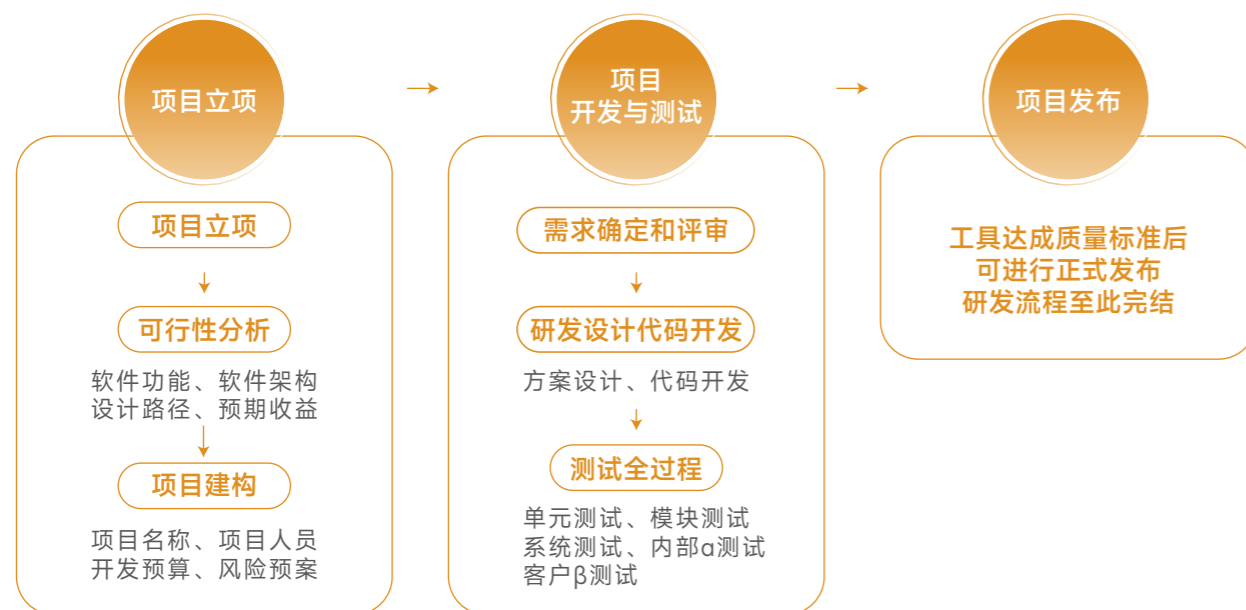 项目立项
项目立项
可行性分析
软件功能、软件架构
设计路径、预期收益
项目建构
项目名称、项目人员
开发预算、风险预案
项目
开发与测试
需求确定和评审
研发设计代码开发
方案设计、代码开发
测试全过程
单元测试、模块测试
系统测试、内部α测试
客户β测试
项目发布
工具达成质量标准后
可进行正式发布
研发流程至此完结